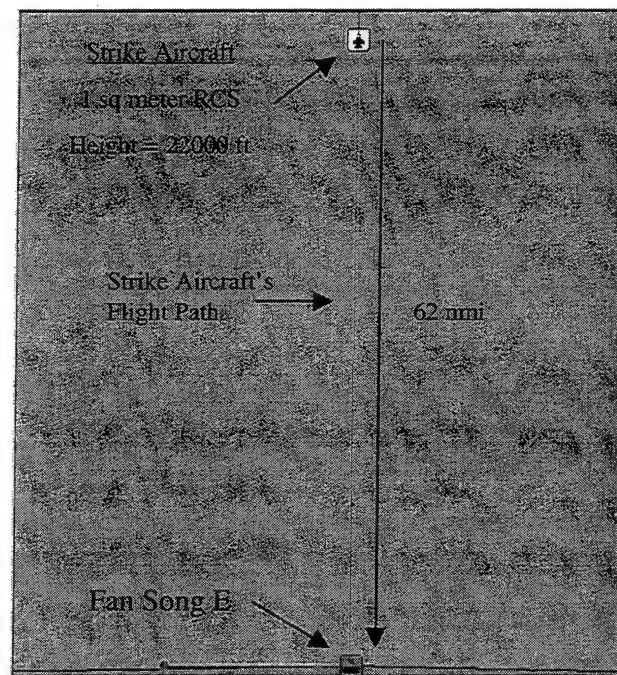 Strike Aircraft
1 sq meter RCS
Height = 22000 ft
Strike Aircraft's
Flight Path
62 nmi
Fan Song E